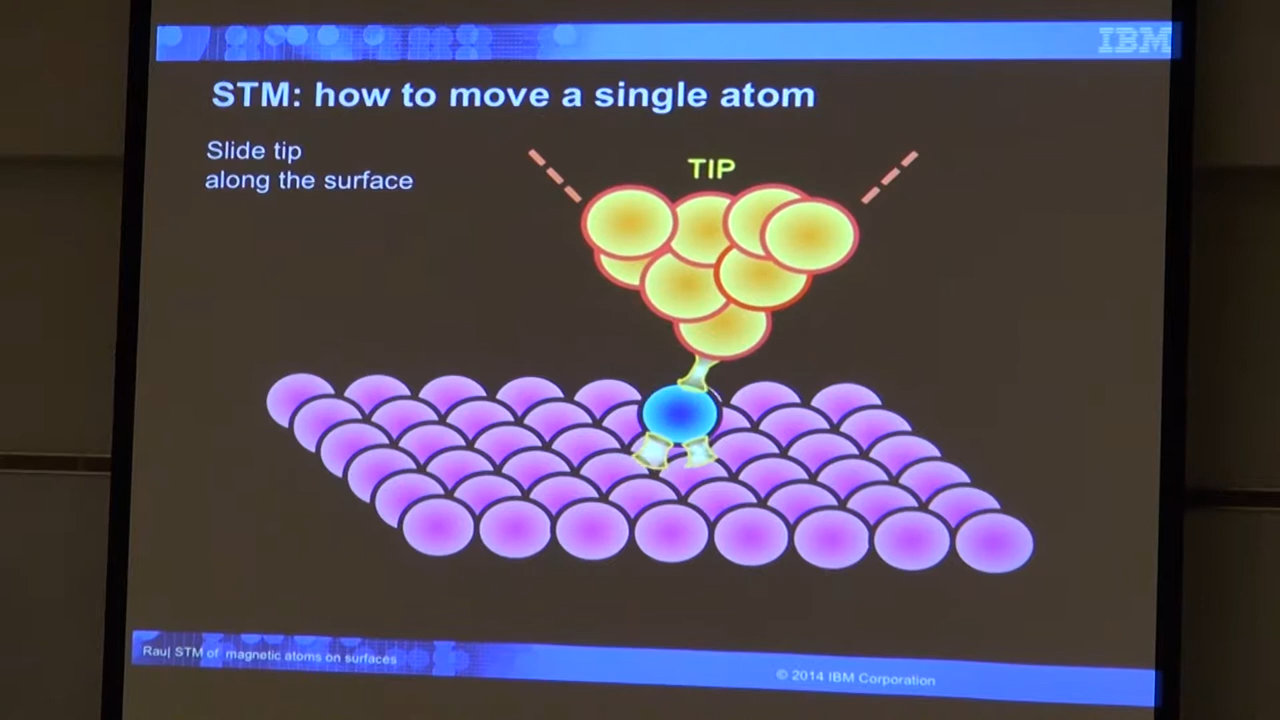 IBM
STM: how to move a single atom
Slide tip
along the surface
TIP
Rau| STM of magnetic atoms on surfaces
© 2014 IBM Corporation